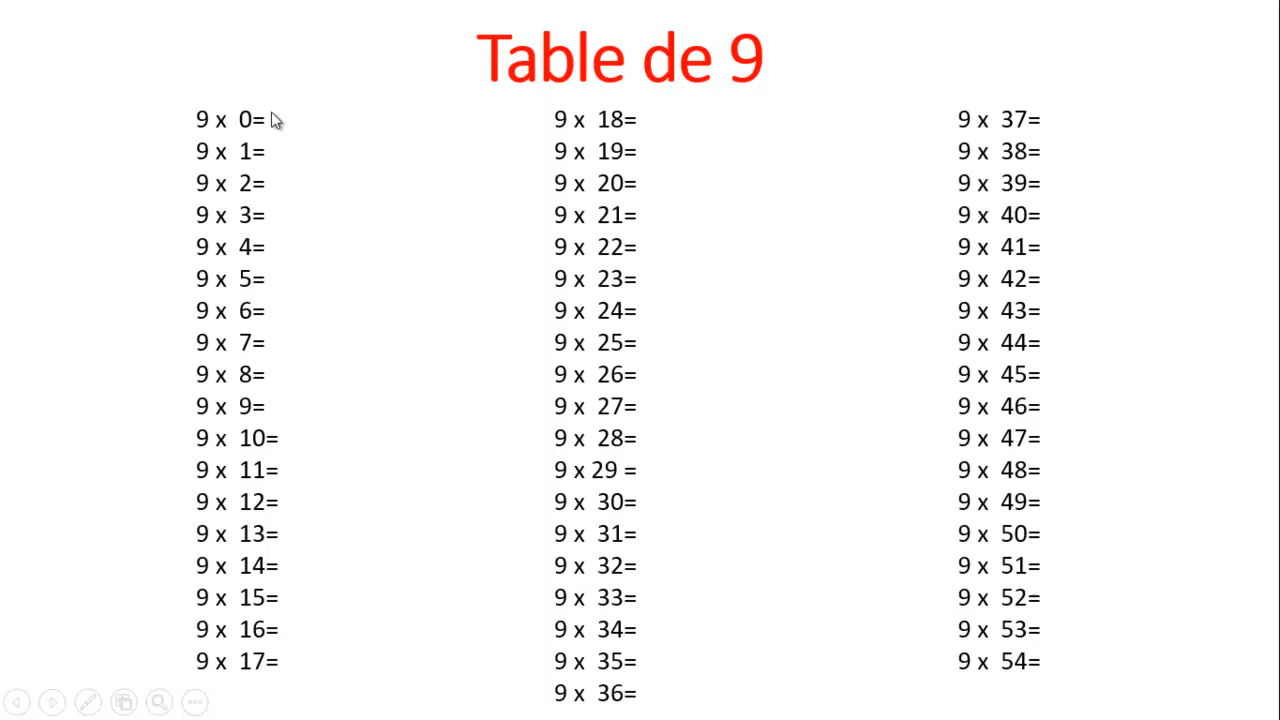 Table de 9
9 x  0=
9 x  1=
9 x  2=
9 x  3=
9 x  4=
9 x  5=
9 x  6=
9 x  7=
9 x  8=
9 x  9=
9 x  10=
9 x  11=
9 x  12=
9 x  13=
9 x  14=
9 x  15=
9 x  16=
9 x  17=
9 x  18=
9 x  19=
9 x  20=
9 x  21=
9 x  22=
9 x  23=
9 x  24=
9 x  25=
9 x  26=
9 x  27=
9 x  28=
9 x 29 =
9 x  30=
9 x  31=
9 x  32=
9 x  33=
9 x  34=
9 x  35=
9 x  36=
9 x  37=
9 x  38=
9 x  39=
9 x  40=
9 x  41=
9 x  42=
9 x  43=
9 x  44=
9 x  45=
9 x  46=
9 x  47=
9 x  48=
9 x  49=
9 x  50=
9 x  51=
9 x  52=
9 x  53=
9 x  54=